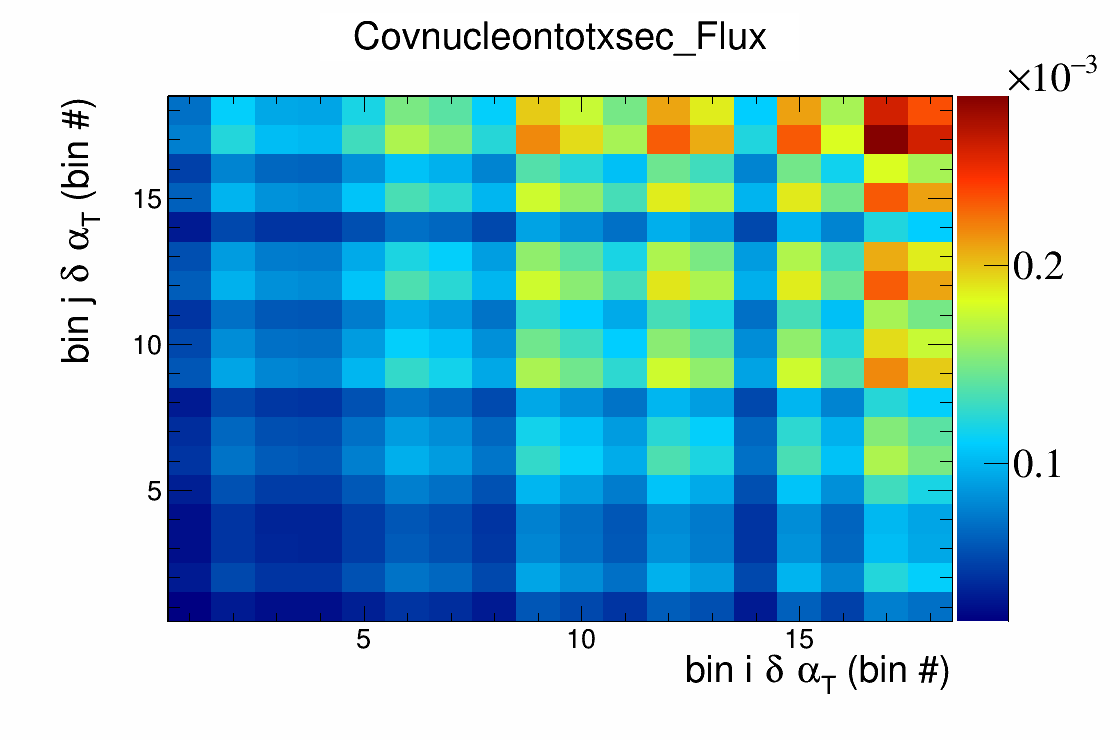 Covnucleontotxsec_Flux
×10⁻³
bin j δ α_T (bin #)
15
10
5
0.2
0.1
5 10 15
bin i δ α_T (bin #)